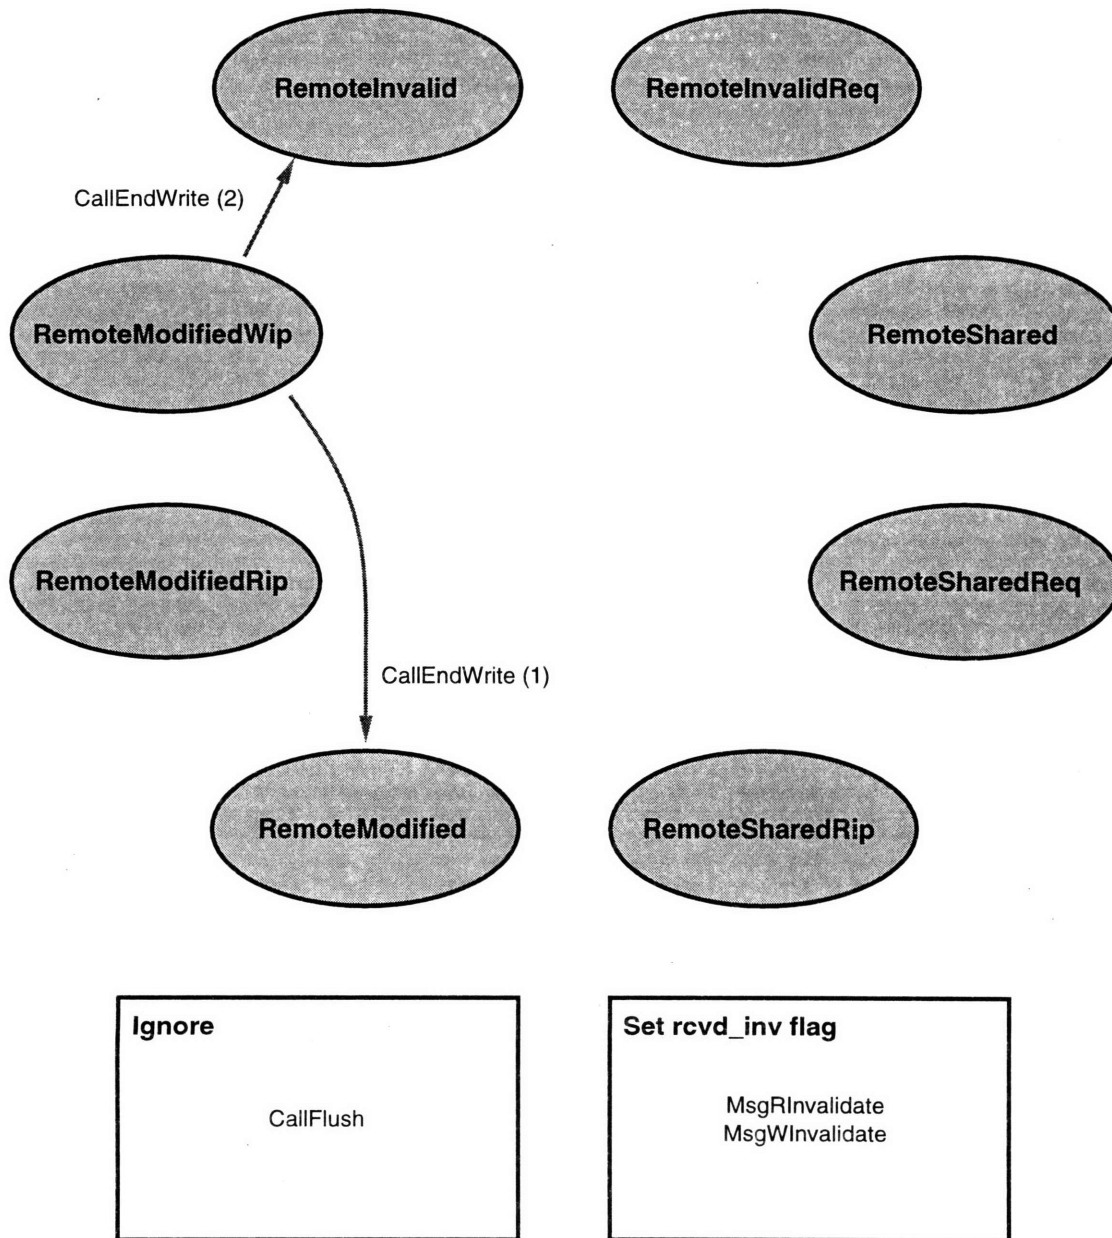 RemoteInvalid
RemoteInvalidReq
CallEndWrite (2)
RemoteModifiedWip
RemoteShared
RemoteModifiedRip
RemoteSharedReq
CallEndWrite (1)
RemoteModified
RemoteSharedRip
Ignore
CallFlush
Set rcvd_inv flag
MsgRInvalidate
MsgWInvalidate